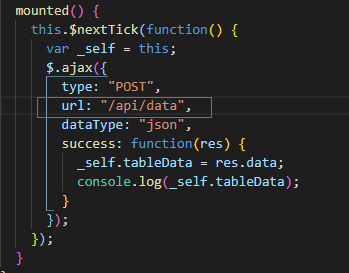 mounted() {
this.$nextTick(function() {
var _self = this;
$.ajax({
type: "POST",
url: "/api/data",
dataType: "json",
success: function(res) {
_self.tableData = res.data;
console.log(_self.tableData);
}
});
});
}